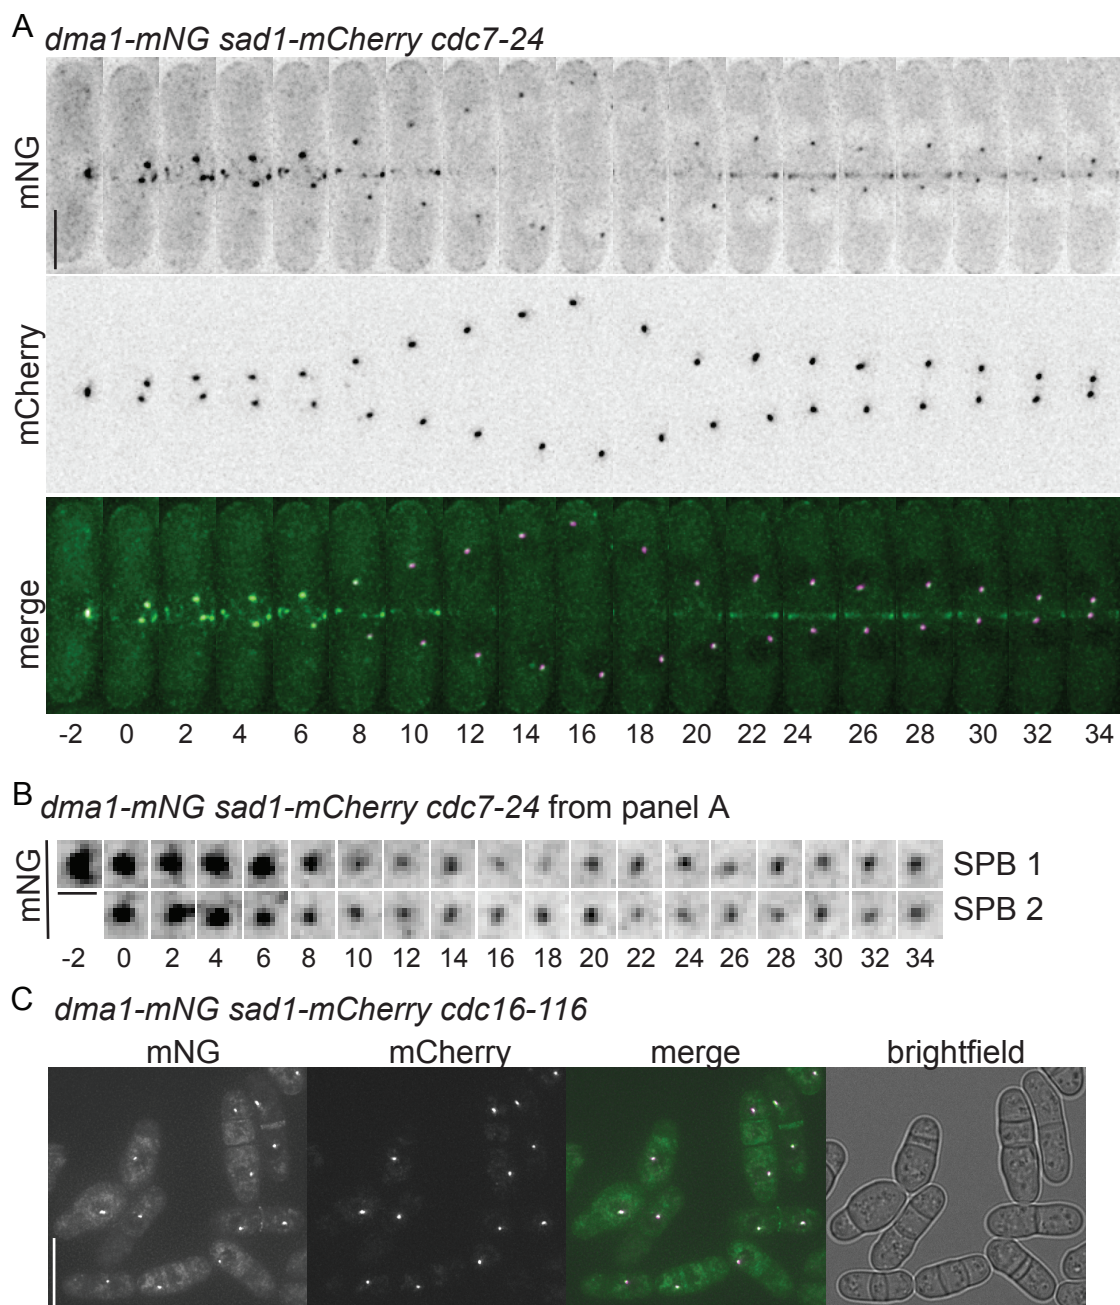 A dma1-mNG sad1-mCherry cdc7-24
mNG
mCherry
merge
-2 0 2 4 6 8 10 12 14 16 18 20 22 24 26 28 30 32 34
B dma1-mNG sad1-mCherry cdc7-24 from panel A
mNG
SPB 1
SPB 2
-2 0 2 4 6 8 10 12 14 16 18 20 22 24 26 28 30 32 34
C dma1-mNG sad1-mCherry cdc16-116
mNG mCherry merge brightfield